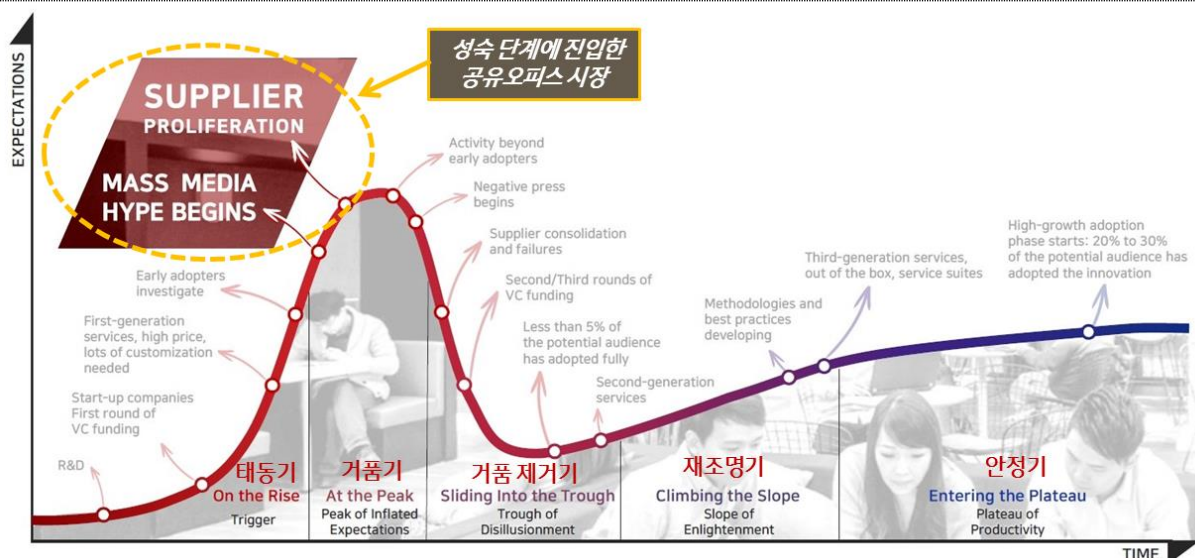 EXPECTATIONS
성숙 단계에 진입한
공유오피스 시장
SUPPLIER
PROLIFERATION
MASS MEDIA
HYPE BEGINS
Activity beyond
early adopters
Negative press
begins
Supplier consolidation
and failures
Early adopters
investigate
Second/Third rounds of
VC funding
First-generation
services, high price,
lots of customization
needed
Less than 5% of
the potential audience
has adopted fully
Start-up companies
First round of
VC funding
Second-generation
services
R&D
Methodologies and
best practices
developing
Third-generation services,
out of the box, service suites
High-growth adoption
phase starts: 20% to 30%
of the potential audience has
adopted the innovation
태동기
On the Rise
Trigger
거품기
At the Peak
Peak of Inflated
Expectations
거품 제거기
Sliding Into the Trough
Trough of
Disillusionment
재조명기
Climbing the Slope
Slope of
Enlightenment
안정기
Entering the Plateau
Plateau of
Productivity
TIME